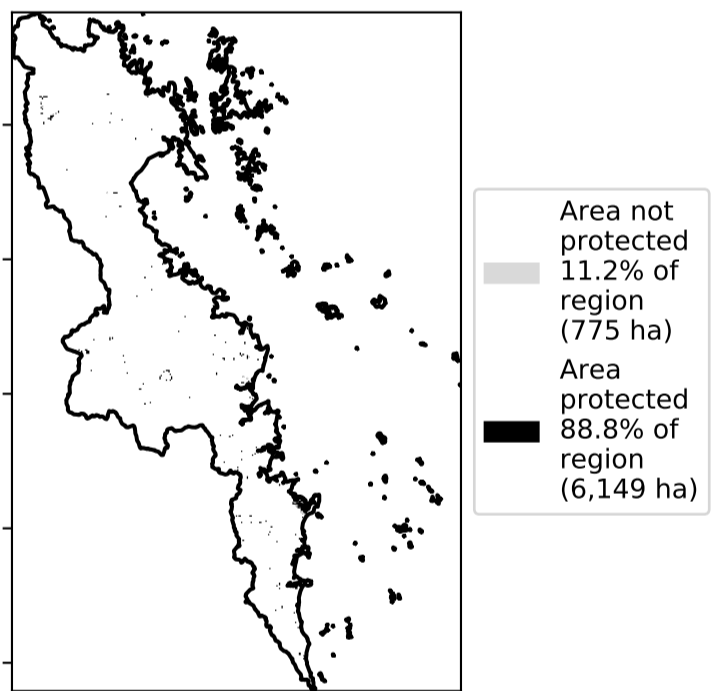 Area not
protected
11.2% of
region
(775 ha)
Area
protected
88.8% of
region
(6,149 ha)